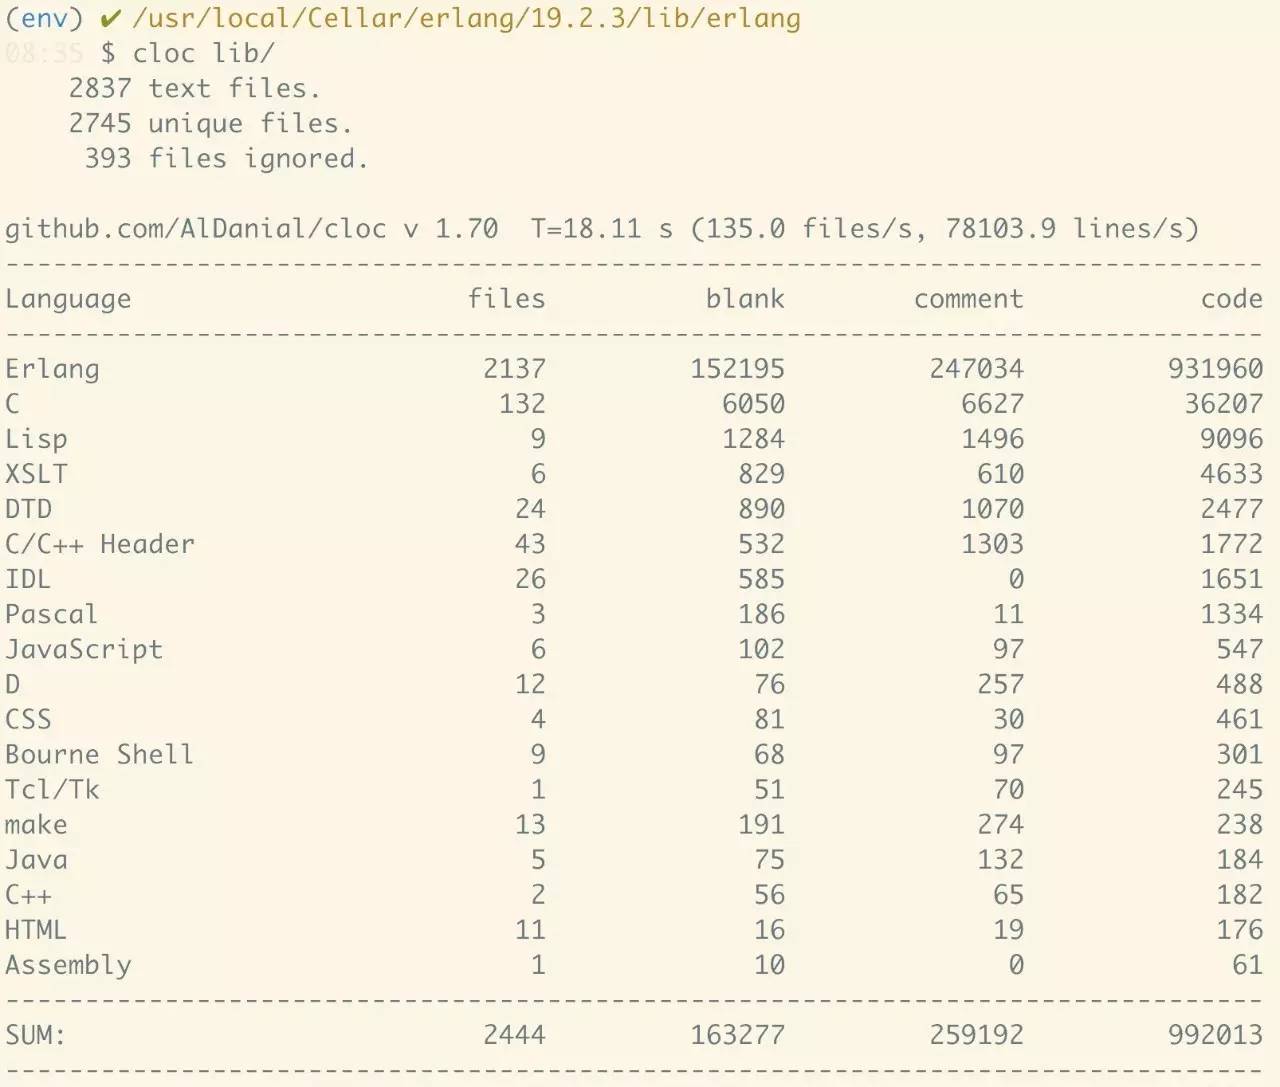 (env) ✔ /usr/local/Cellar/erlang/19.2.3/lib/erlang
08:35 $ cloc lib/
    2837 text files.
    2745 unique files.
     393 files ignored.

github.com/AlDanial/cloc v 1.70  T=18.11 s (135.0 files/s, 78103.9 lines/s)
-------------------------------------------------------------------------------
Language                     files          blank        comment           code
-------------------------------------------------------------------------------
Erlang                        2137         152195         247034         931960
C                              132           6050           6627          36207
Lisp                             9           1284           1496           9096
XSLT                             6            829            610           4633
DTD                             24            890           1070           2477
C/C++ Header                    43            532           1303           1772
IDL                             26            585              0           1651
Pascal                           3            186             11           1334
JavaScript                       6            102             97            547
D                               12             76            257            488
CSS                              4             81             30            461
Bourne Shell                     9             68             97            301
Tcl/Tk                           1             51             70            245
make                            13            191            274            238
Java                             5             75            132            184
C++                              2             56             65            182
HTML                            11             16             19            176
Assembly                         1             10              0             61
-------------------------------------------------------------------------------
SUM:                          2444         163277         259192         992013
-------------------------------------------------------------------------------